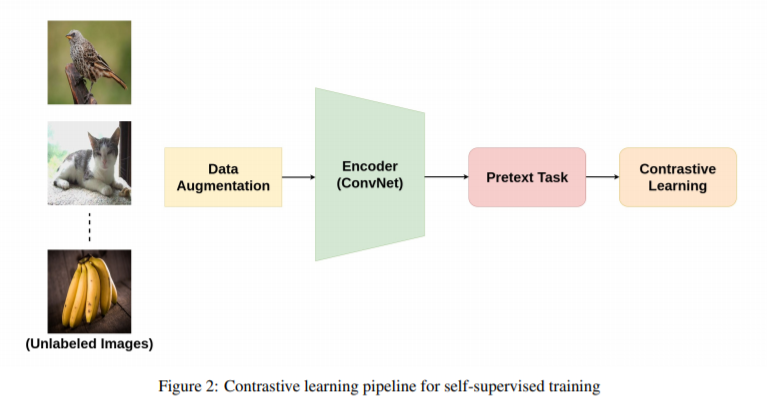 Data
Augmentation
Encoder
(ConvNet)
Pretext Task
Contrastive
Learning
(Unlabeled Images)
Figure 2: Contrastive learning pipeline for self-supervised training